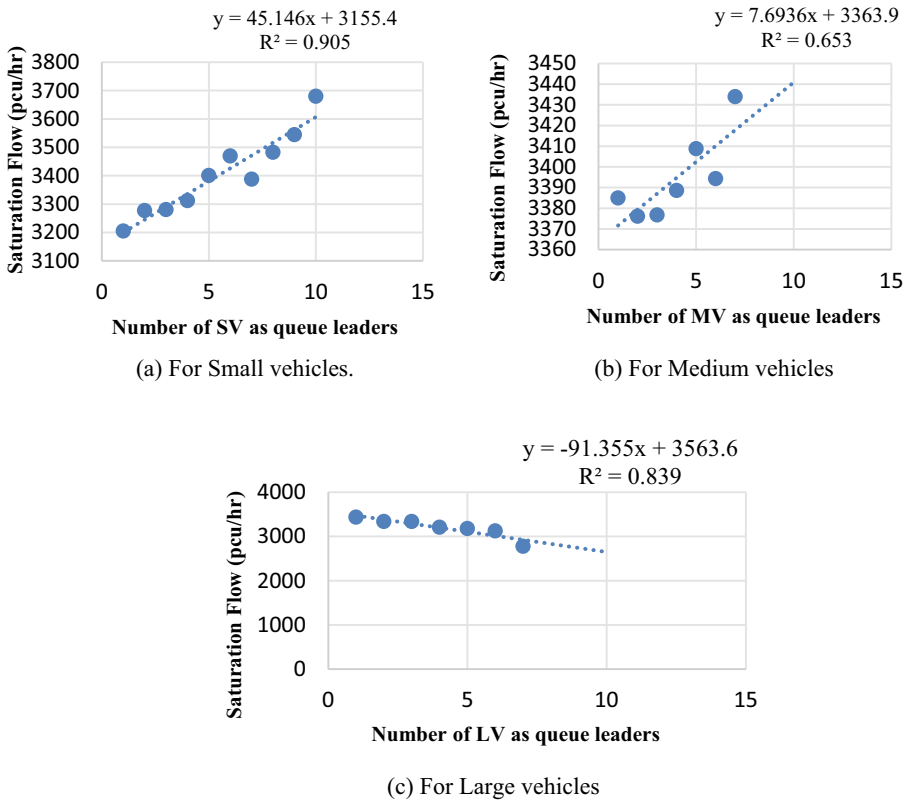 y = 45.146x + 3155.4
R² = 0.905
3800
3700
3600
3500
3400
3300
3200
3100
0 5 10 15
Saturation Flow (pcu/hr)
Number of SV as queue leaders
(a) For Small vehicles.
y = 7.6936x + 3363.9
R² = 0.653
3450
3440
3430
3420
3410
3400
3390
3380
3370
3360
0 5 10 15
Saturation Flow (pcu/hr)
Number of MV as queue leaders
(b) For Medium vehicles
y = -91.355x + 3563.6
R² = 0.839
4000
3000
2000
1000
0
0 5 10 15
Saturation Flow (pcu/hr)
Number of LV as queue leaders
(c) For Large vehicles